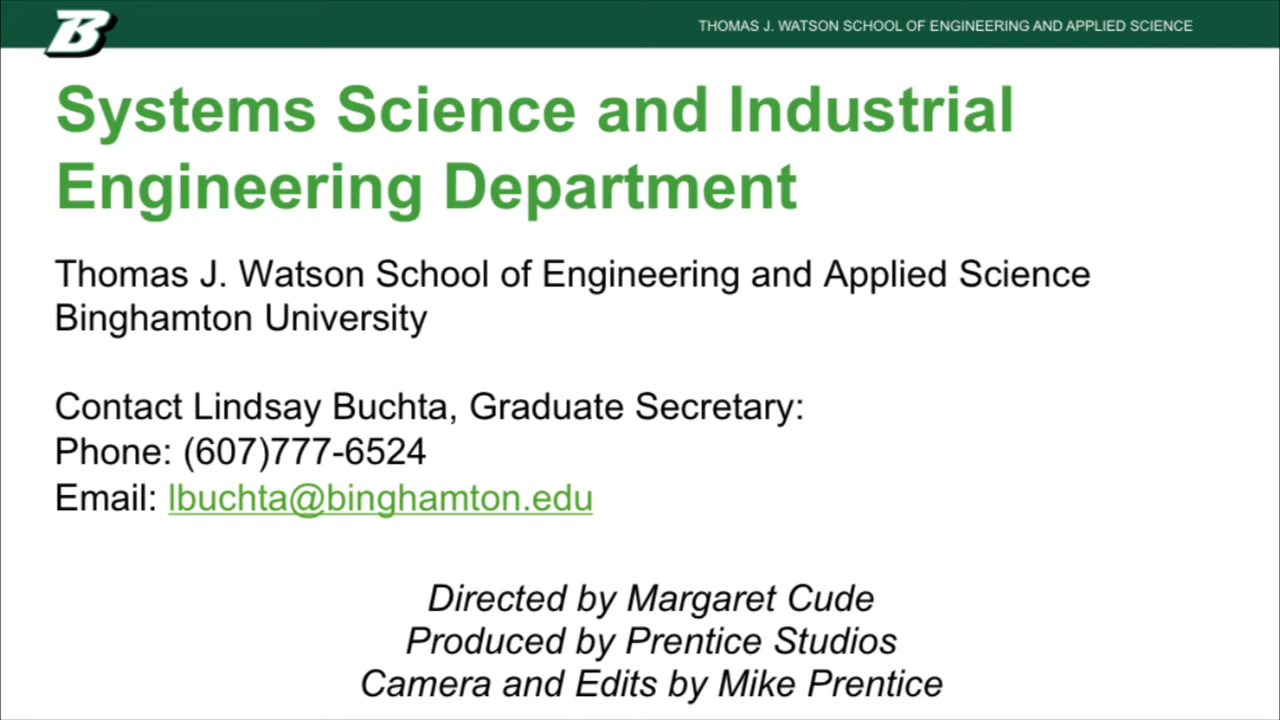 B
THOMAS J. WATSON SCHOOL OF ENGINEERING AND APPLIED SCIENCE
Systems Science and Industrial
Engineering Department
Thomas J. Watson School of Engineering and Applied Science
Binghamton University
Contact Lindsay Buchta, Graduate Secretary:
Phone: (607)777-6524
Email: lbuchta@binghamton.edu
Directed by Margaret Cude
Produced by Prentice Studios
Camera and Edits by Mike Prentice